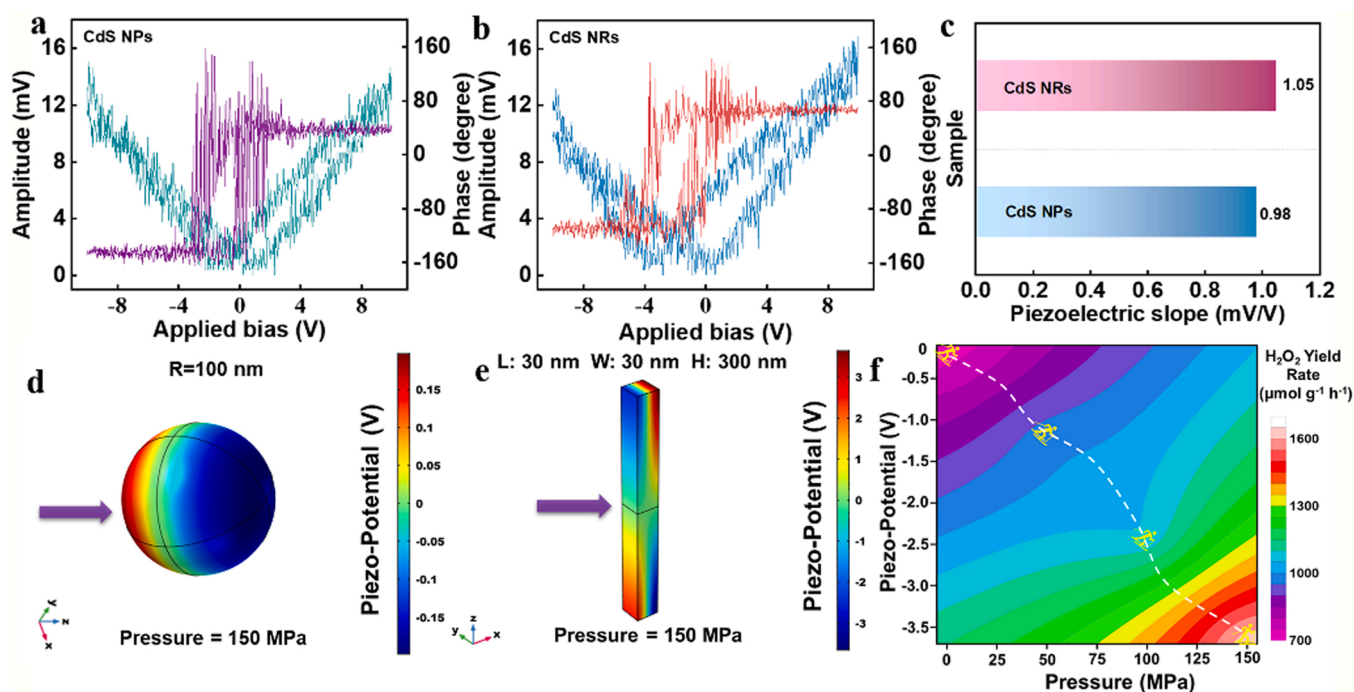 a
CdS NPs
16
12
8
4
0
Amplitude (mV)
160
80
0
-80
-160
Phase (degree)
-8
-4
0
4
8
Applied bias (V)
b
CdS NRs
16
12
8
4
0
Amplitude (mV)
160
80
0
-80
-160
Phase (degree)
-8
-4
0
4
8
Applied bias (V)
c
Sample
CdS NRs
1.05
CdS NPs
0.98
0.0
0.2
0.4
0.6
0.8
1.0
1.2
Piezoelectric slope (mV/V)
d
R=100 nm
0.15
0.1
0.05
0
-0.05
-0.1
-0.15
Piezo-Potential (V)
y
z
x
Pressure = 150 MPa
e
L: 30 nm W: 30 nm H: 300 nm
3
2
1
0
-1
-2
-3
Piezo-Potential (V)
z
y
x
Pressure = 150 MPa
f
0
-0.5
-1.0
-1.5
-2.0
-2.5
-3.0
-3.5
Piezo-Potential (V)
0
25
50
75
100
125
150
Pressure (MPa)
H₂O₂ Yield
Rate
(μmol g⁻¹ h⁻¹)
1600
1300
1000
700